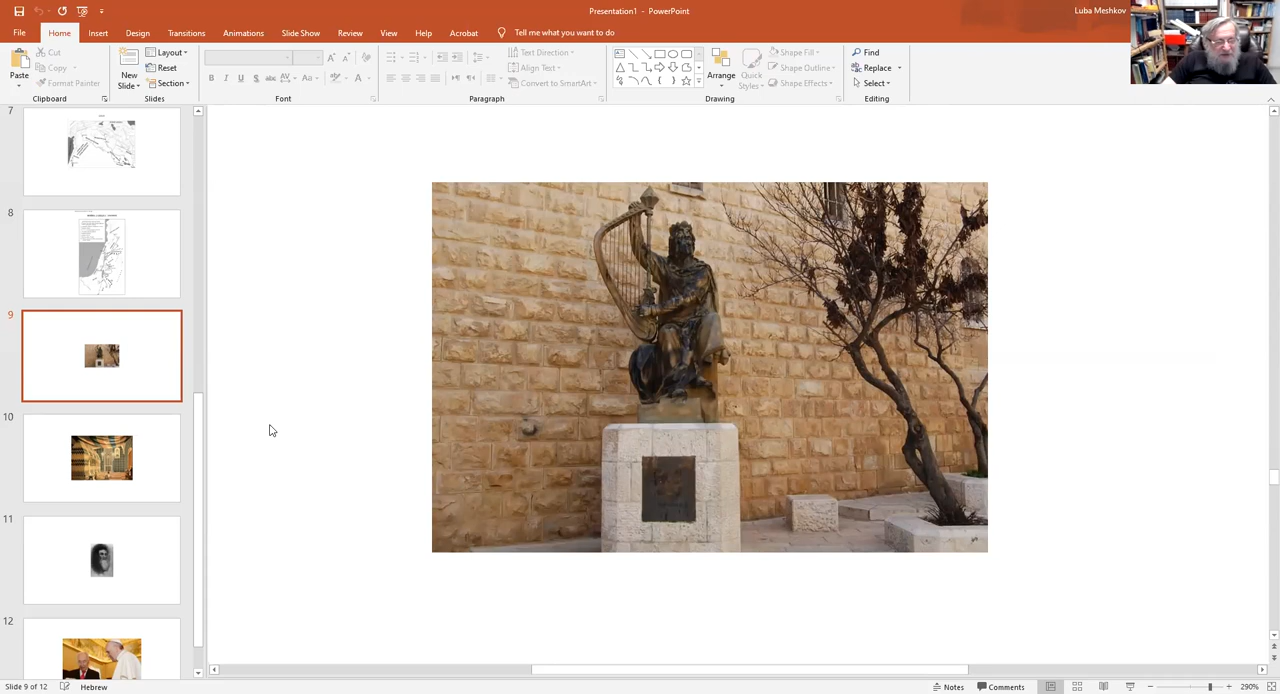 Presentation1 - PowerPoint
Luba Meshkov
File
Home
Insert
Design
Transitions
Animations
Slide Show
Review
View
Help
Acrobat
Tell me what you want to do
Paste
Cut
Copy
Format Painter
Clipboard
New
Slide
Layout
Reset
Section
Slides
B I U S abc AV Aa A
Font
Text Direction
Align Text
Convert to SmartArt
Paragraph
Arrange
Quick
Styles
Shape Fill
Shape Outline
Shape Effects
Drawing
Find
Replace
Select
Editing
7
8
9
10
11
12
Slide 9 of 12
Hebrew
Notes
Comments
290%